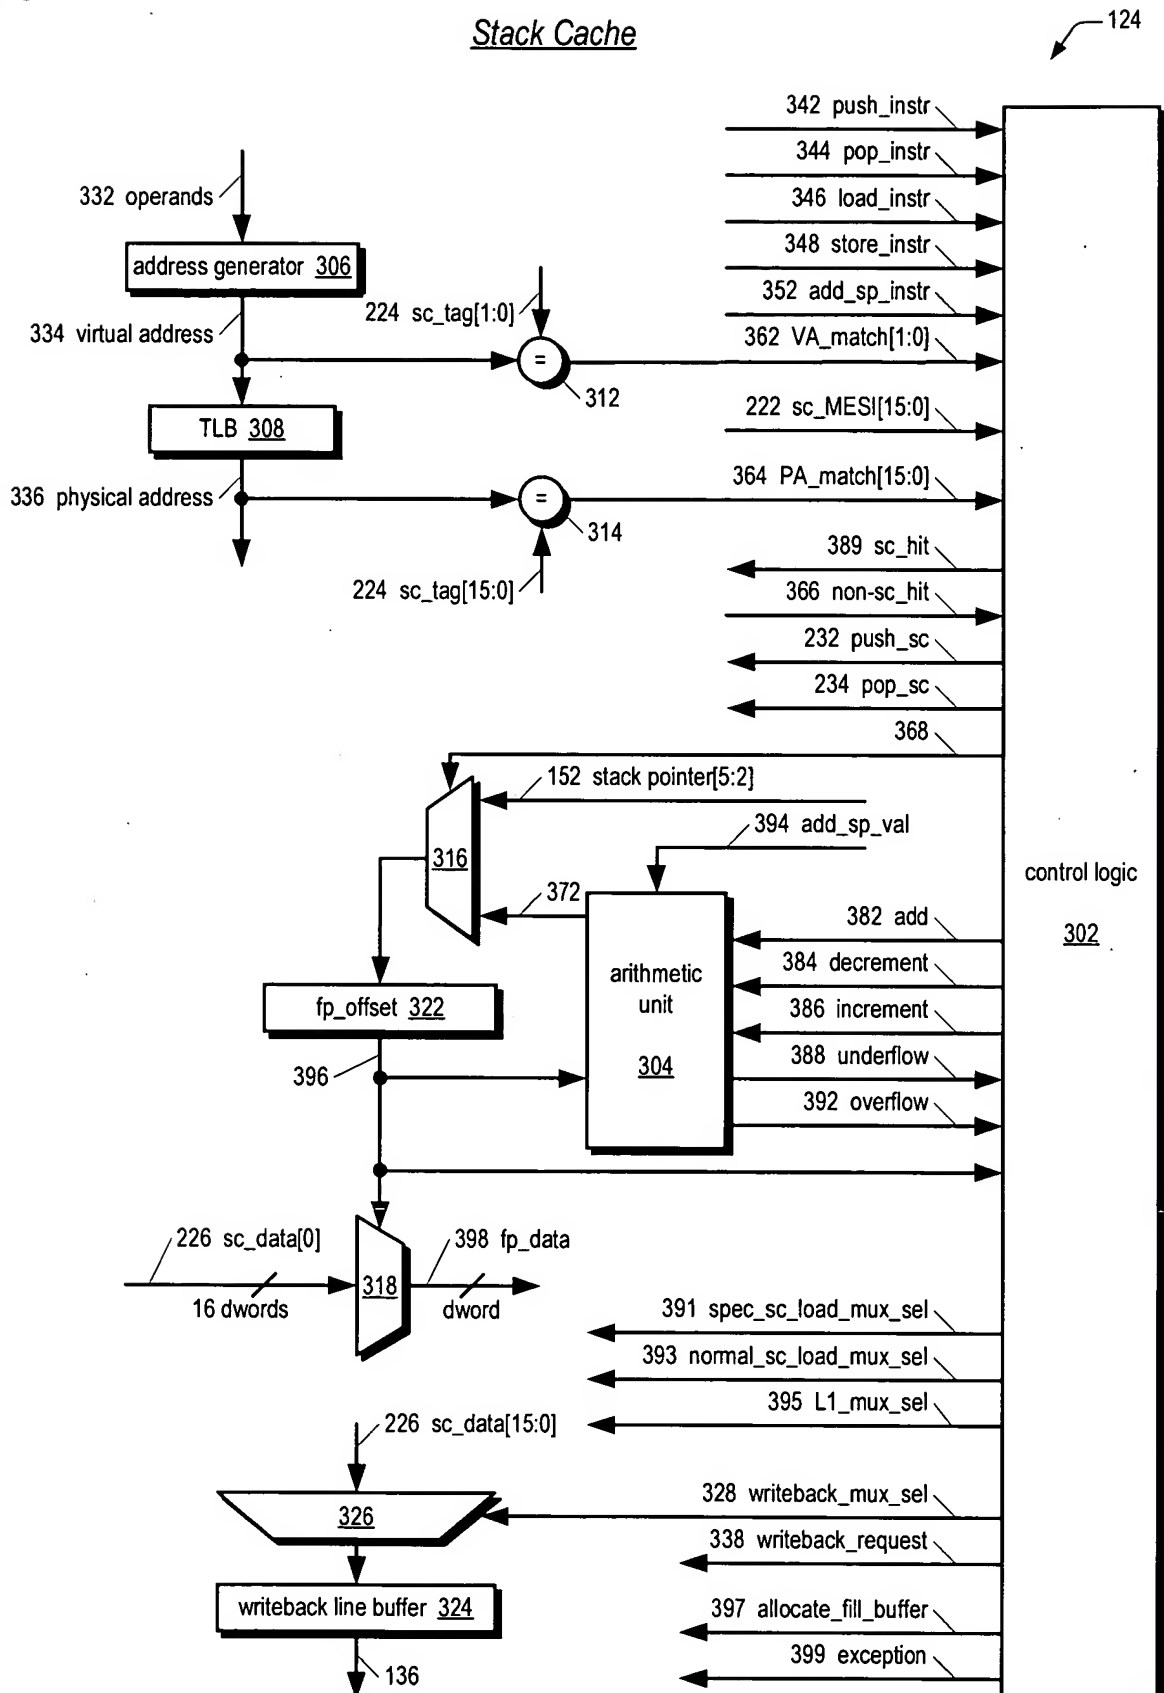 Stack Cache
124
342 push_instr
344 pop_instr
332 operands
346 load_instr
348 store_instr
address generator 306
352 add_sp_instr
224 sc_tag[1:0]
334 virtual address
362 VA_match[1:0]
=
312
222 sc_MESI[15:0]
TLB 308
364 PA_match[15:0]
336 physical address
=
314
389 sc_hit
224 sc_tag[15:0]
366 non-sc_hit
232 push_sc
234 pop_sc
368
152 stack pointer[5:2]
394 add_sp_val
316
control logic
302
372
382 add
384 decrement
arithmetic
unit
304
fp_offset 322
386 increment
388 underflow
396
392 overflow
226 sc_data[0]
398 fp_data
318
16 dwords
dword
391 spec_sc_load_mux_sel
393 normal_sc_load_mux_sel
395 L1_mux_sel
226 sc_data[15:0]
328 writeback_mux_sel
326
338 writeback_request
writeback line buffer 324
397 allocate_fill_buffer
399 exception
136